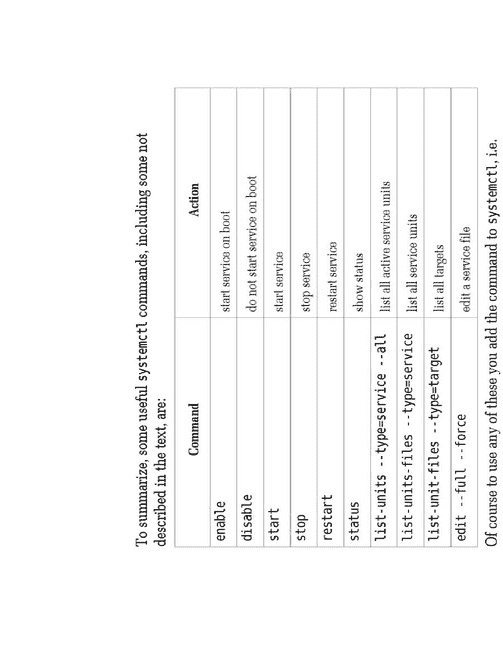 To summarize, some useful systemctl commands, including some not
described in the text, are:
Command Action
enable start service on boot
disable do not start service on boot
start start service
stop stop service
restart restart service
status show status
list-units --type=service --all list all active service units
list-units-files --type=service list all service units
list-unit-files --type=target list all targets
edit --full --force edit a service file
Of course to use any of these you add the command to systemctl, i.e.